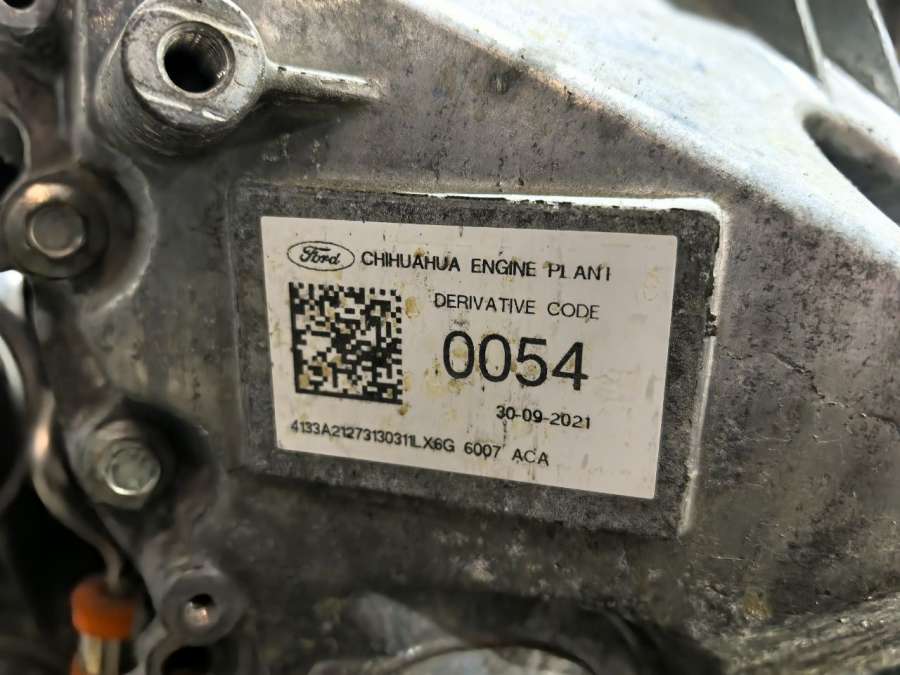 Ford CHIHUAHUA ENGINE PLANT
DERIVATIVE CODE
0054
30-09-2021
4133A21273130311LX6G 6007 ACA